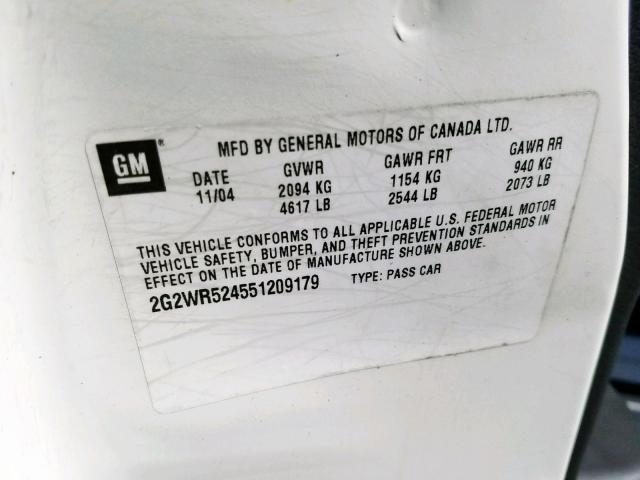 GM®
MFD BY GENERAL MOTORS OF CANADA LTD.
DATE GVWR GAWR FRT GAWR RR
11/04 2094 KG 1154 KG 940 KG
4617 LB 2544 LB 2073 LB
THIS VEHICLE CONFORMS TO ALL APPLICABLE U.S. FEDERAL MOTOR
VEHICLE SAFETY, BUMPER, AND THEFT PREVENTION STANDARDS IN
EFFECT ON THE DATE OF MANUFACTURE SHOWN ABOVE.
2G2WR524551209179 TYPE: PASS CAR